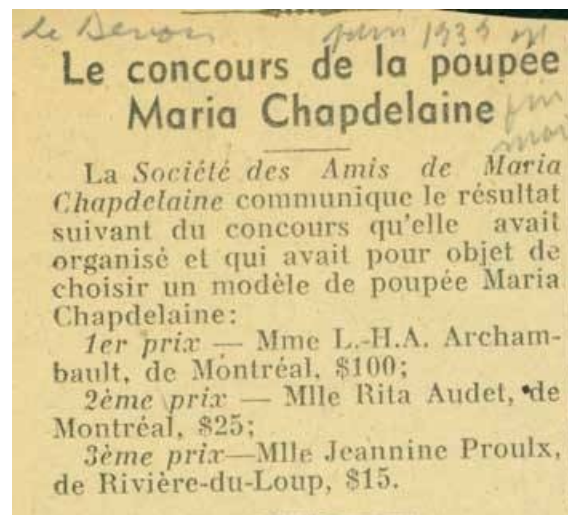 Le Devoir juin 1939
Le concours de la poupée
Maria Chapdelaine
La Société des Amis de Maria
Chapdelaine communique le résultat
suivant du concours qu'elle avait
organisé et qui avait pour objet de
choisir un modèle de poupée Maria
Chapdelaine:
1er prix — Mme L.-H.A. Archam-
bault, de Montréal, $100;
2ème prix — Mlle Rita Audet, de
Montréal, $25;
3ème prix—Mlle Jeannine Proulx,
de Rivière-du-Loup, $15.